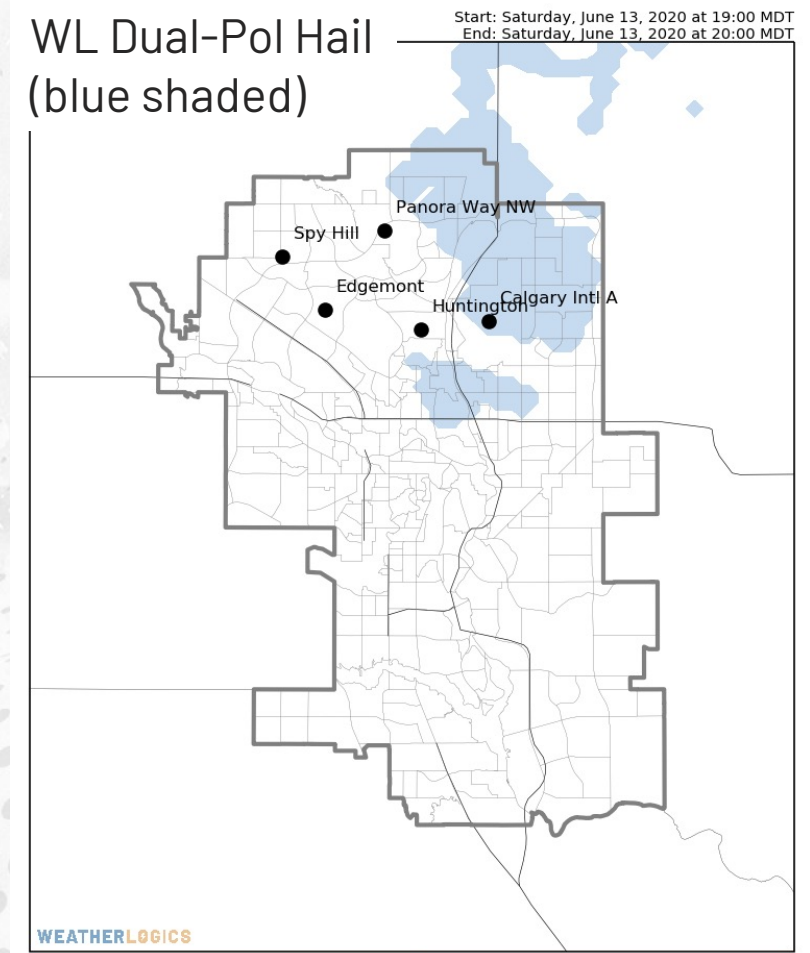 WL Dual-Pol Hail
(blue shaded)
Start: Saturday, June 13, 2020 at 19:00 MDT
End: Saturday, June 13, 2020 at 20:00 MDT
Panora Way NW
Spy Hill
Edgemont
Calgary Intl A
Huntington
WEATHERLOGICS